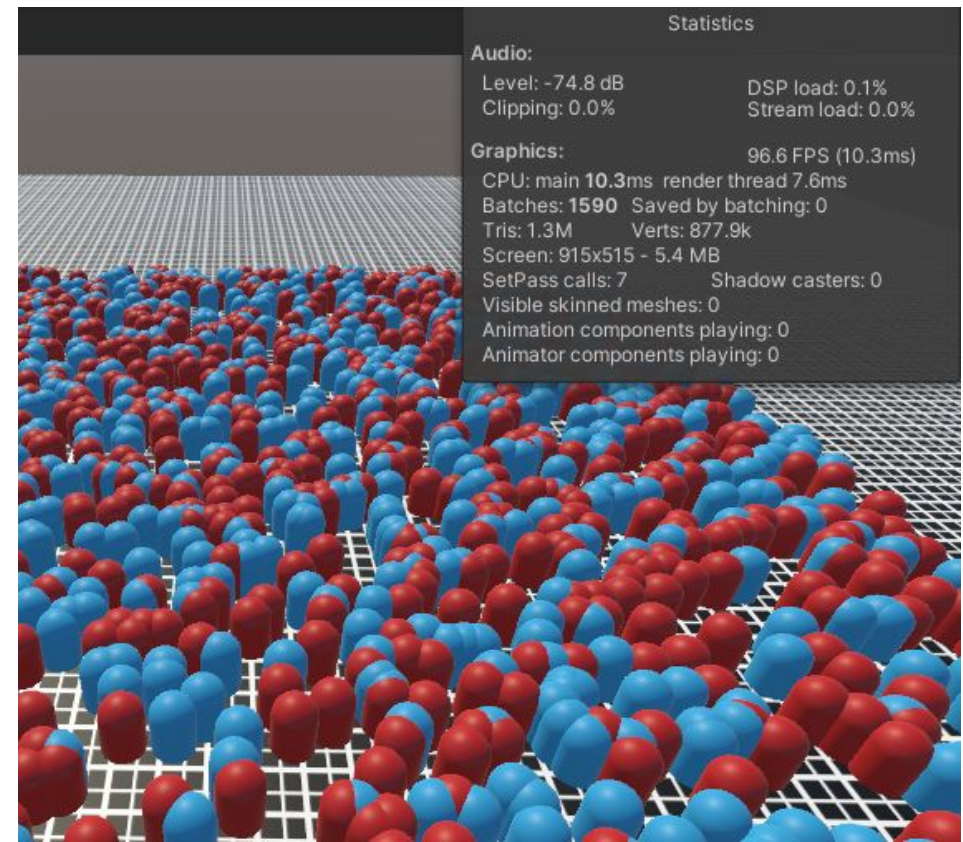 Statistics
Audio:
Level: -74.8 dB DSP load: 0.1%
Clipping: 0.0% Stream load: 0.0%
Graphics: 96.6 FPS (10.3ms)
CPU: main 10.3ms render thread 7.6ms
Batches: 1590 Saved by batching: 0
Tris: 1.3M Verts: 877.9k
Screen: 915x515 - 5.4 MB
SetPass calls: 7 Shadow casters: 0
Visible skinned meshes: 0
Animation components playing: 0
Animator components playing: 0